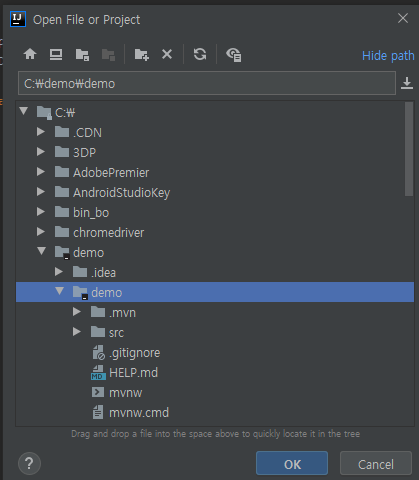 IJ Open File or Project
Hide path
C:₩demo₩demo
C:₩
.CDN
3DP
AdobePremier
AndroidStudioKey
bin_bo
chromedriver
demo
.idea
demo
.mvn
src
.gitignore
MD HELP.md
mvnw
mvnw.cmd
Drag and drop a file into the space above to quickly locate it in the tree
? OK Cancel